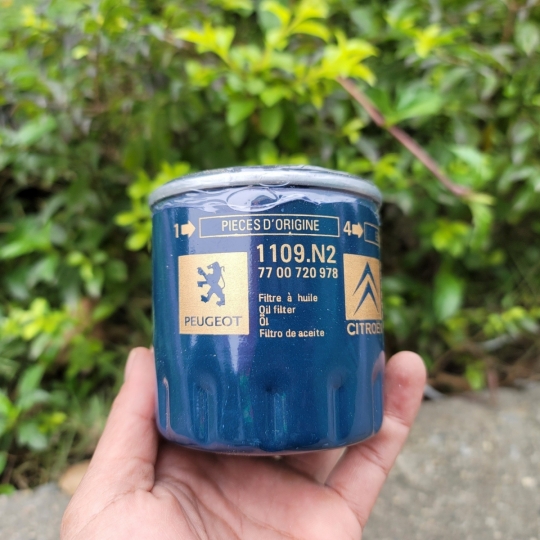 1 PIECES D'ORIGINE 4
1109.N2
77 00 720 978
PEUGEOT
CITROËN
Filtre à huile
Oil filter
Öl
Filtro de aceite